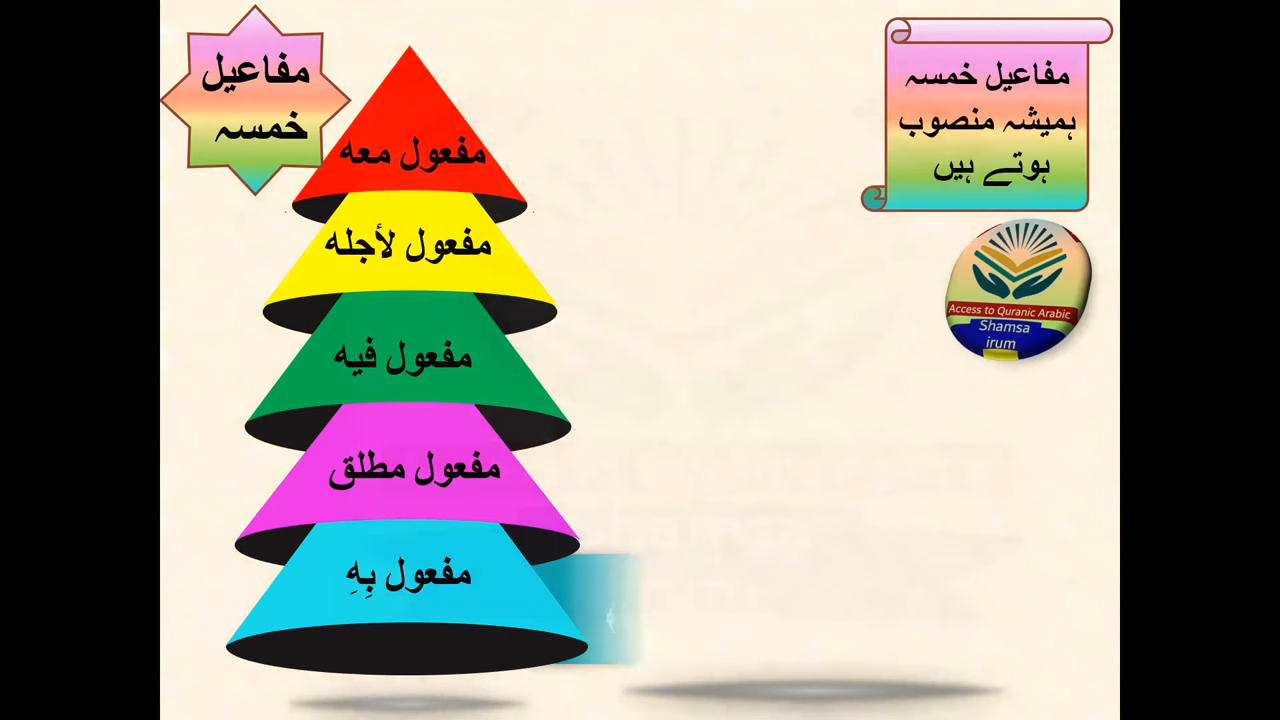 مفاعیل
خمسہ
مفاعیل خمسہ
ہمیشہ منصوب
ہوتے ہیں
مفعول معه
مفعول لأجله
مفعول فيه
مفعول مطلق
مفعول بِهِ
Access to Quranic Arabic
Shamsa
irum